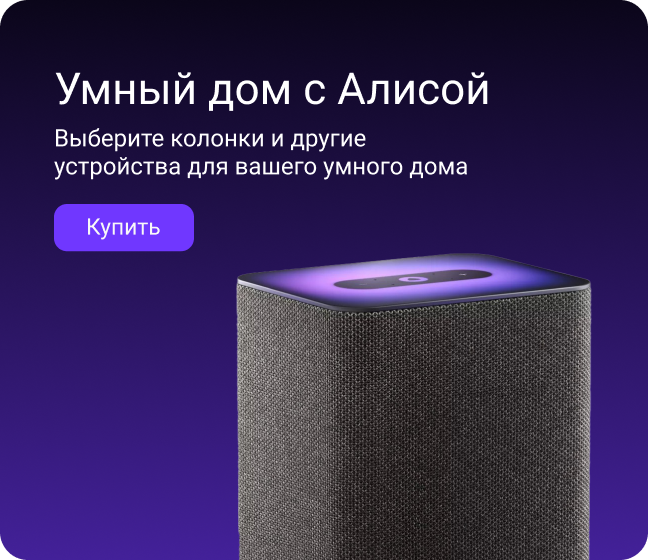 Умный дом с Алисой
Выберите колонки и другие
устройства для вашего умного дома
Купить